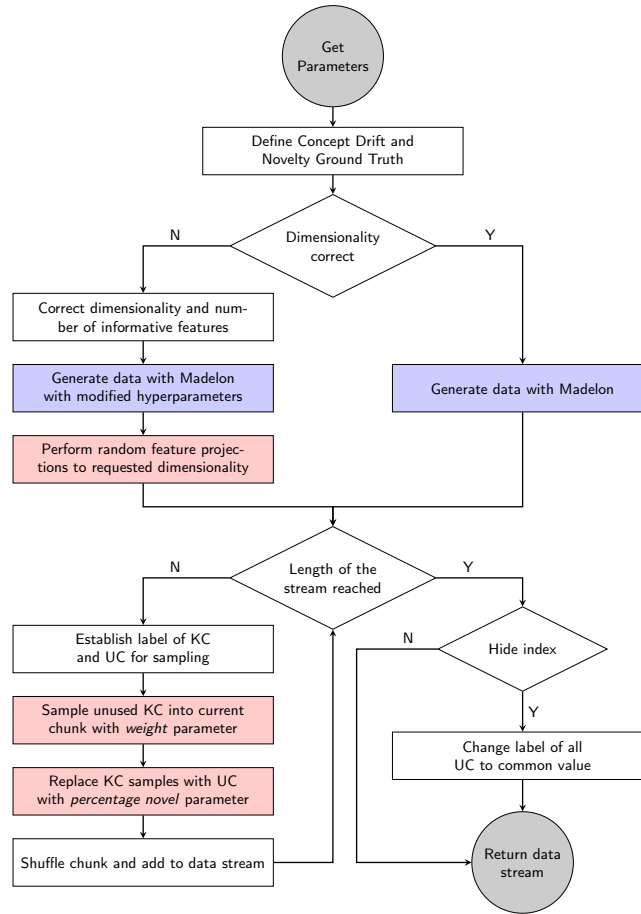 Get
Parameters
Define Concept Drift and
Novelty Ground Truth
N
Dimensionality
correct
Y
Correct dimensionality and num-
ber of informative features
Generate data with Madelon
with modified hyperparameters
Generate data with Madelon
Perform random feature projec-
tions to requested dimensionality
N
Length of the
stream reached
Y
Establish label of KC
and UC for sampling
N
Hide index
Sample unused KC into current
chunk with weight parameter
Y
Change label of all
UC to common value
Replace KC samples with UC
with percentage novel parameter
Shuffle chunk and add to data stream
Return data
stream